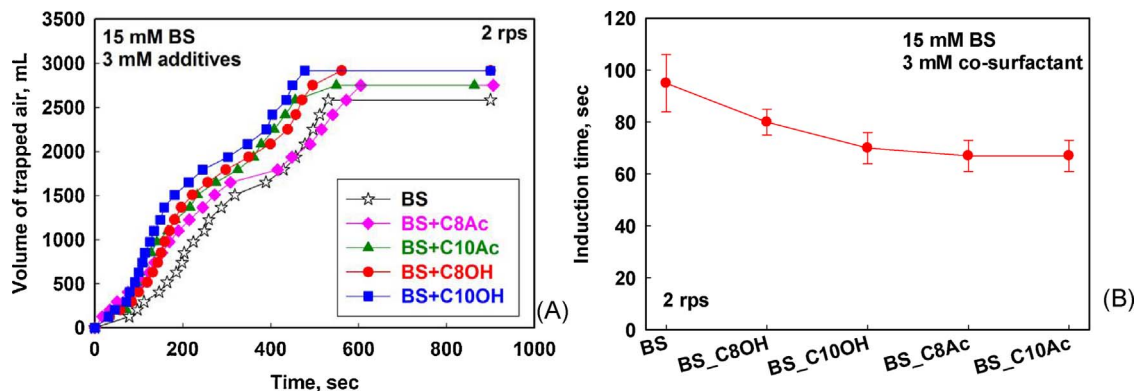 15 mM BS
3 mM additives
2 rps
Volume of trapped air, mL
3500
3000
2500
2000
1500
1000
500
0
BS
BS+C8Ac
BS+C10Ac
BS+C8OH
BS+C10OH
(A)
0 200 400 600 800 1000
Time, sec
15 mM BS
3 mM co-surfactant
Induction time, sec
120
100
80
60
40
20
0
2 rps
(B)
BS
BS_C8OH
BS_C10OH
BS_C8Ac
BS_C10Ac